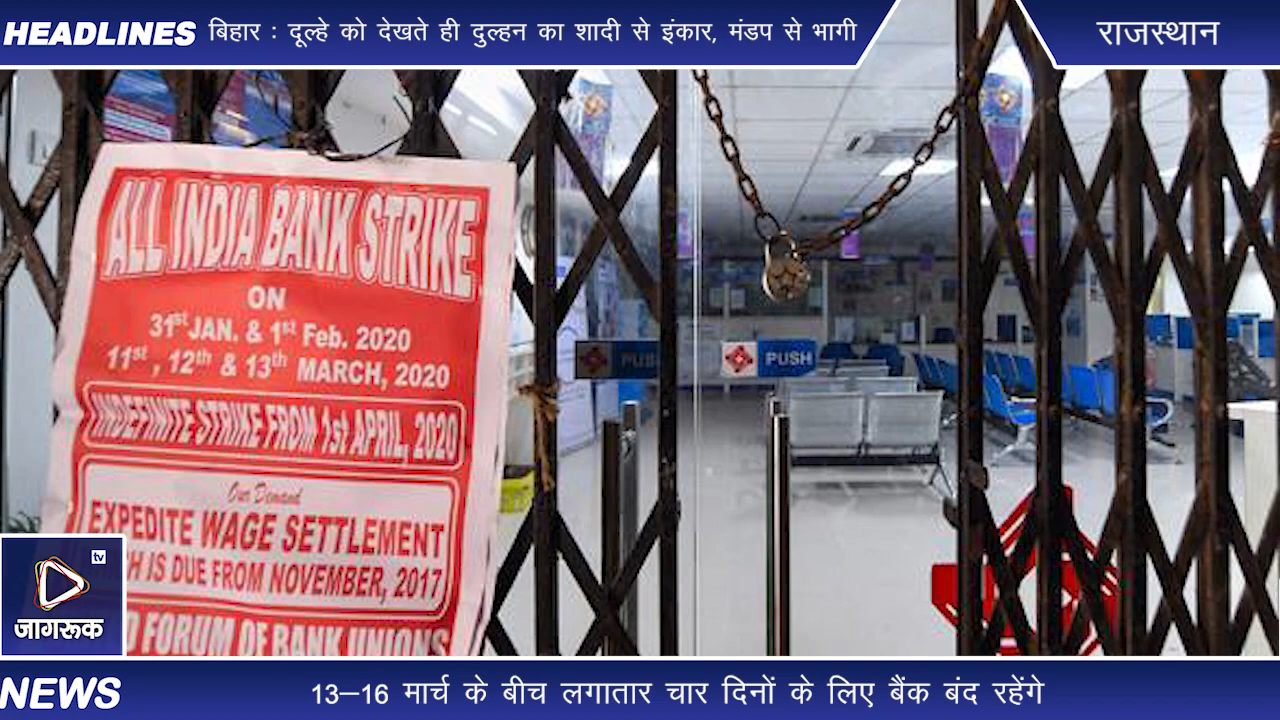 HEADLINES बिहार : दूल्हे को देखते ही दुल्हन का शादी से इंकार, मंडप से भागी
राजस्थान
ALL INDIA BANK STRIKE
ON
31st JAN. & 1st Feb. 2020
11st, 12th & 13th MARCH, 2020
INDEFINITE STRIKE FROM 1st APRIL, 2020
Our Demand
EXPEDITE WAGE SETTLEMENT
IS DUE FROM NOVEMBER, 2017
FORUM OF BANK UNIONS
PUSH
PUSH
tv
जागरूक
NEWS 13–16 मार्च के बीच लगातार चार दिनों के लिए बैंक बंद रहेंगे